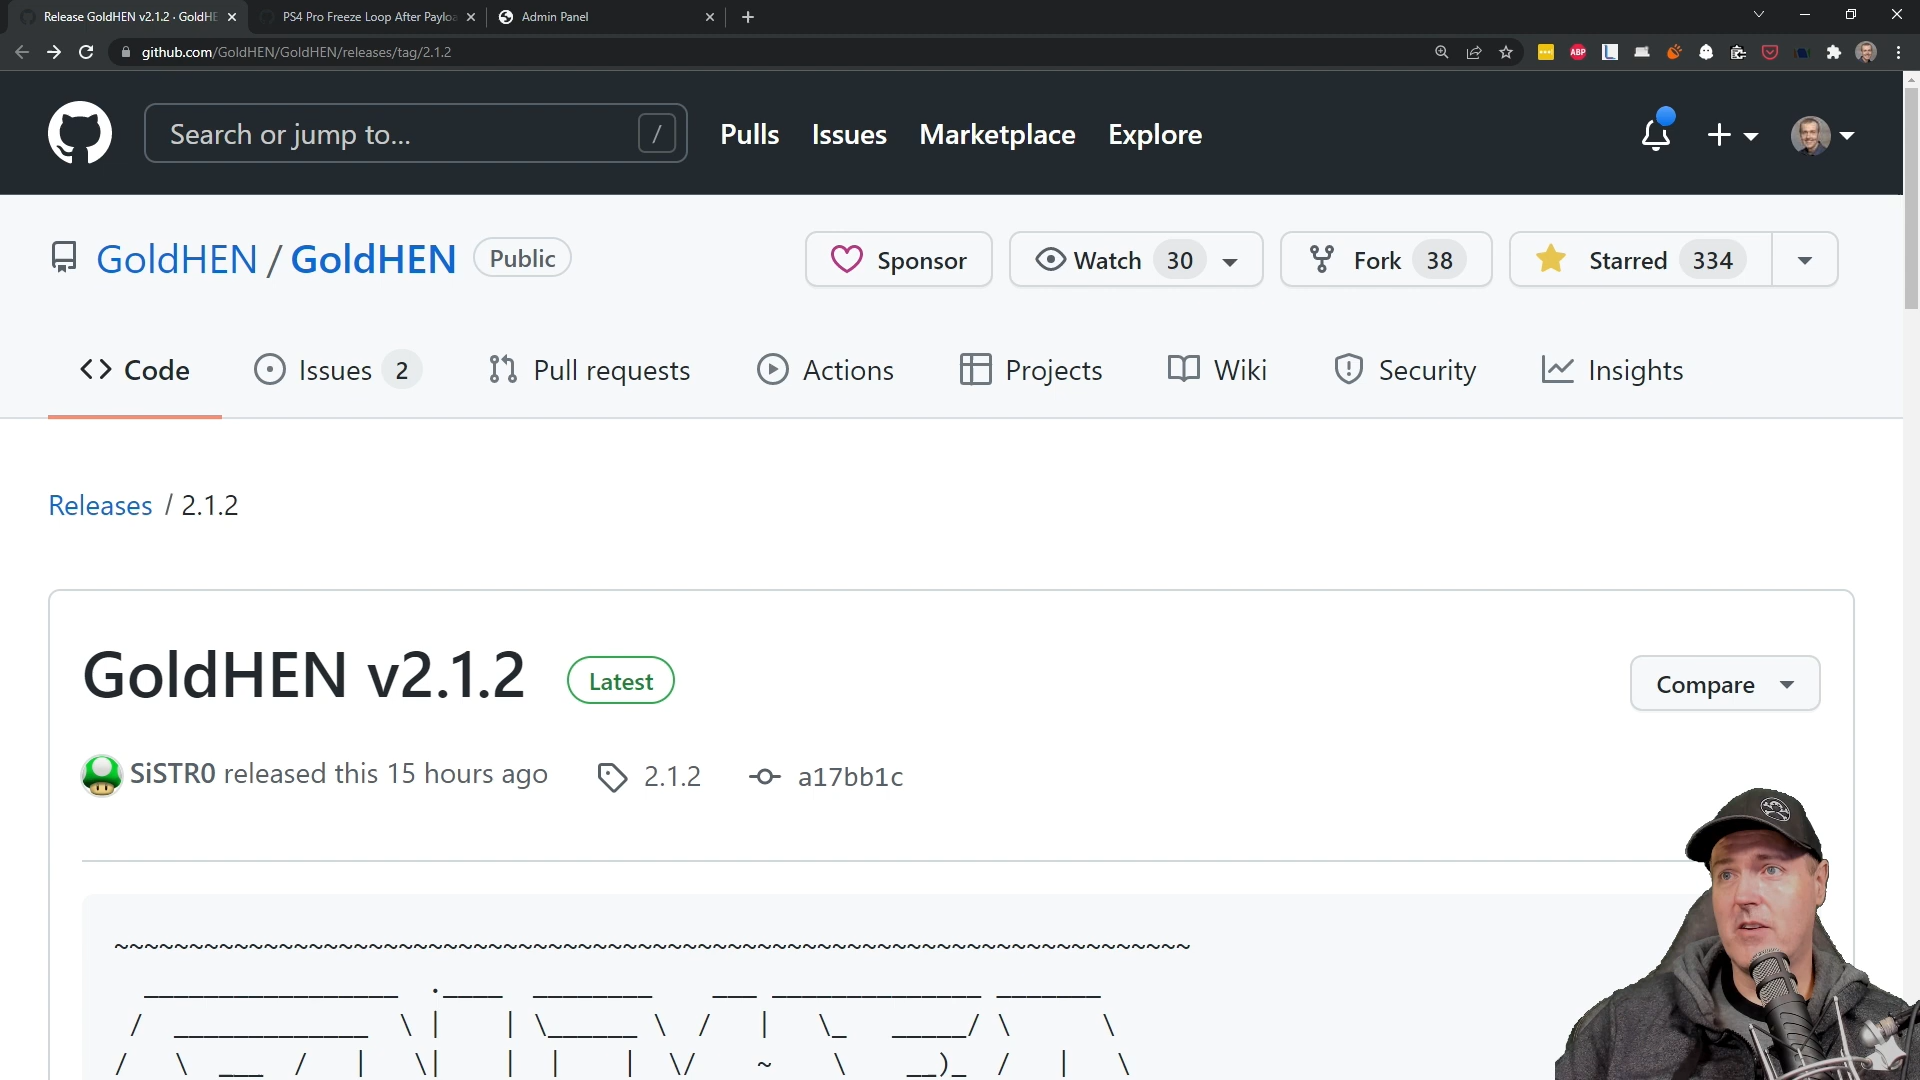 Release GoldHEN v2.1.2 · GoldHE
PS4 Pro Freeze Loop After Payloa
Admin Panel
github.com/GoldHEN/GoldHEN/releases/tag/2.1.2
ABP
Search or jump to...
/
Pulls
Issues
Marketplace
Explore
GoldHEN / GoldHEN
Public
Sponsor
Watch 30
Fork 38
Starred 334
Code
Issues 2
Pull requests
Actions
Projects
Wiki
Security
Insights
Releases / 2.1.2
GoldHEN v2.1.2
Latest
Compare
SiSTR0 released this 15 hours ago
2.1.2
a17bb1c